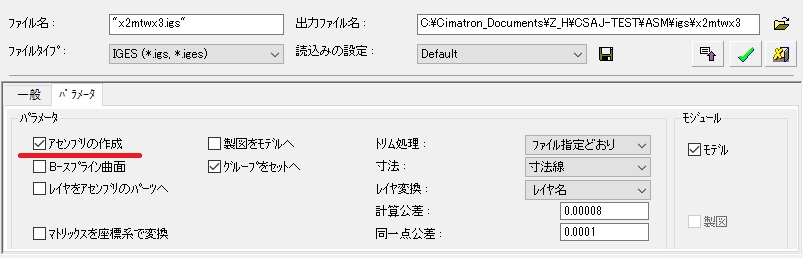 ファイル名：
"x2mtwx3.igs"
出力ファイル名：
C:¥Cimatron_Documents¥Z_H¥CSAJ-TEST¥ASM¥igs¥x2mtwx3
ファイルタイプ：
IGES (*.igs, *.iges)
読込みの設定：
Default
一般
パラメータ
パラメータ
アセンブリの作成
B-スプライン曲面
レイヤをアセンブリのパーツへ
マトリックスを座標系で変換
製図をモデルへ
グループをセットへ
トリム処理：
ファイル指定どおり
寸法：
寸法線
レイヤ変換：
レイヤ名
計算公差：
0.00008
同一点公差：
0.0001
モジュール
モデル
製図